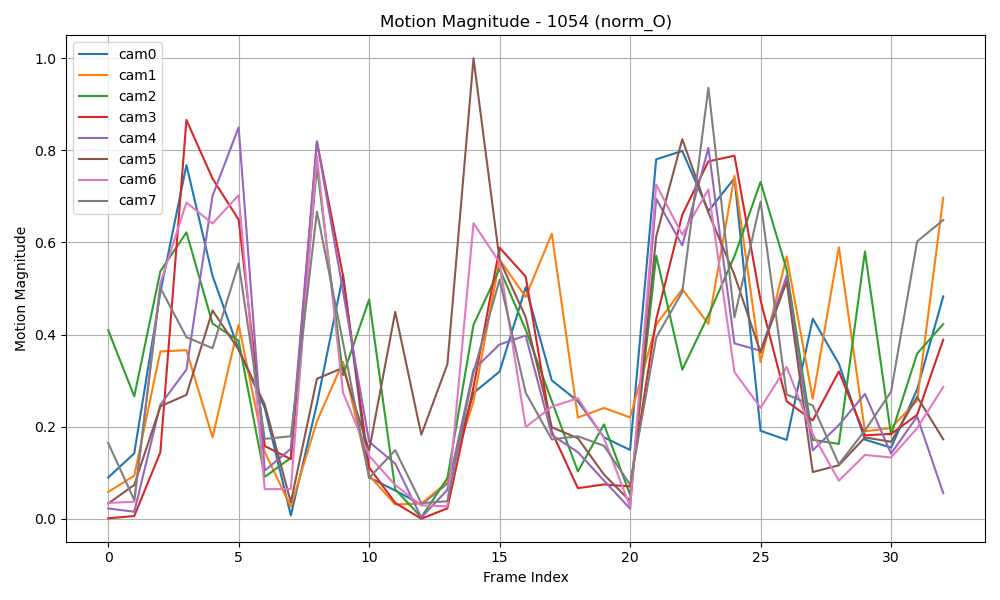 Motion Magnitude - 1054 (norm_O)
cam0
cam1
cam2
cam3
cam4
cam5
cam6
cam7
Motion Magnitude
1.0
0.8
0.6
0.4
0.2
0.0
0 5 10 15 20 25 30
Frame Index